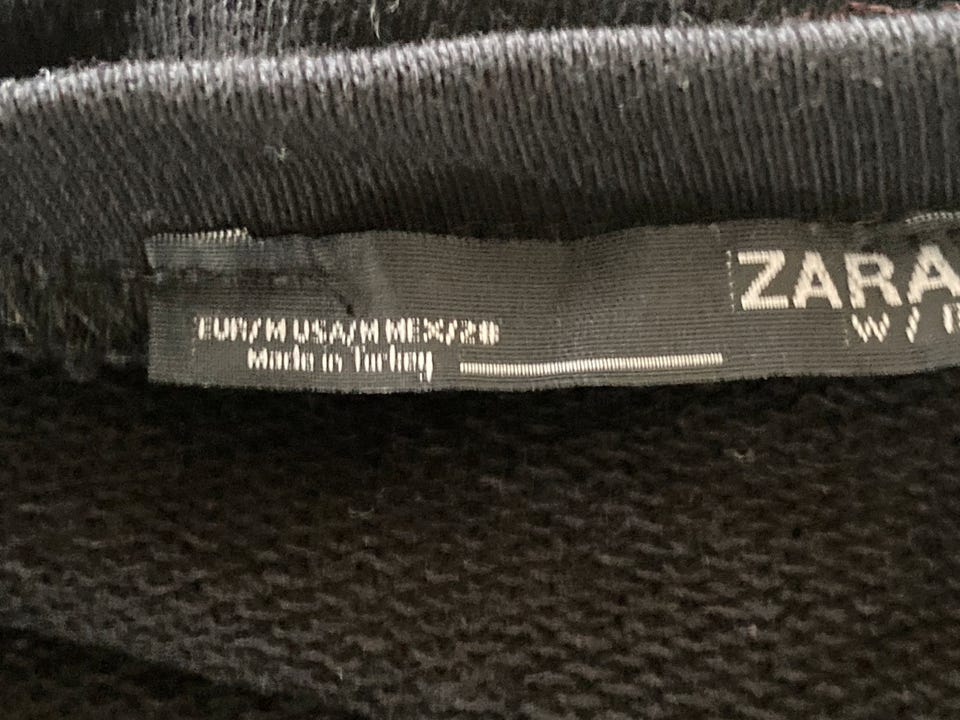 ZARA
W/
EUR/M USA/M MEX/28
Made in Turkey